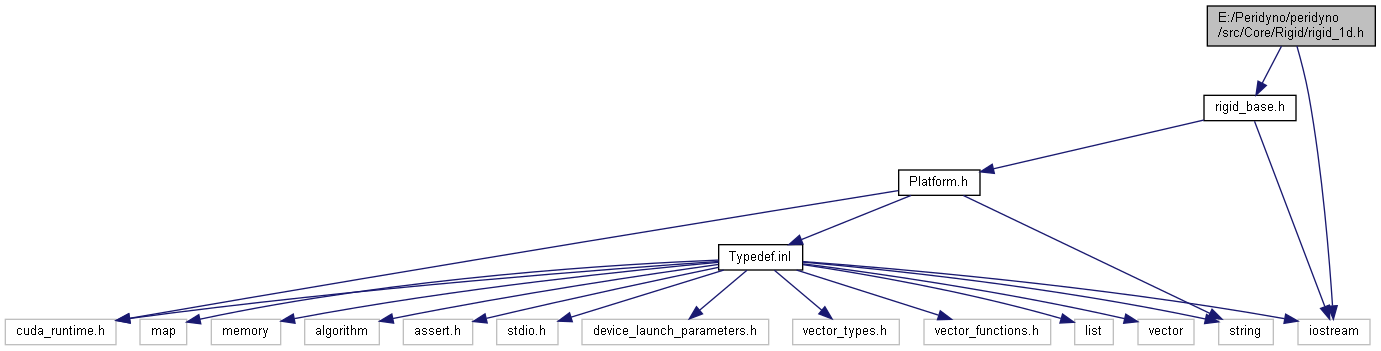 E:/Peridyno/peridyno
/src/Core/Rigid/rigid_1d.h
rigid_base.h
Platform.h
Typedef.inl
cuda_runtime.h
map
memory
algorithm
assert.h
stdio.h
device_launch_parameters.h
vector_types.h
vector_functions.h
list
vector
string
iostream